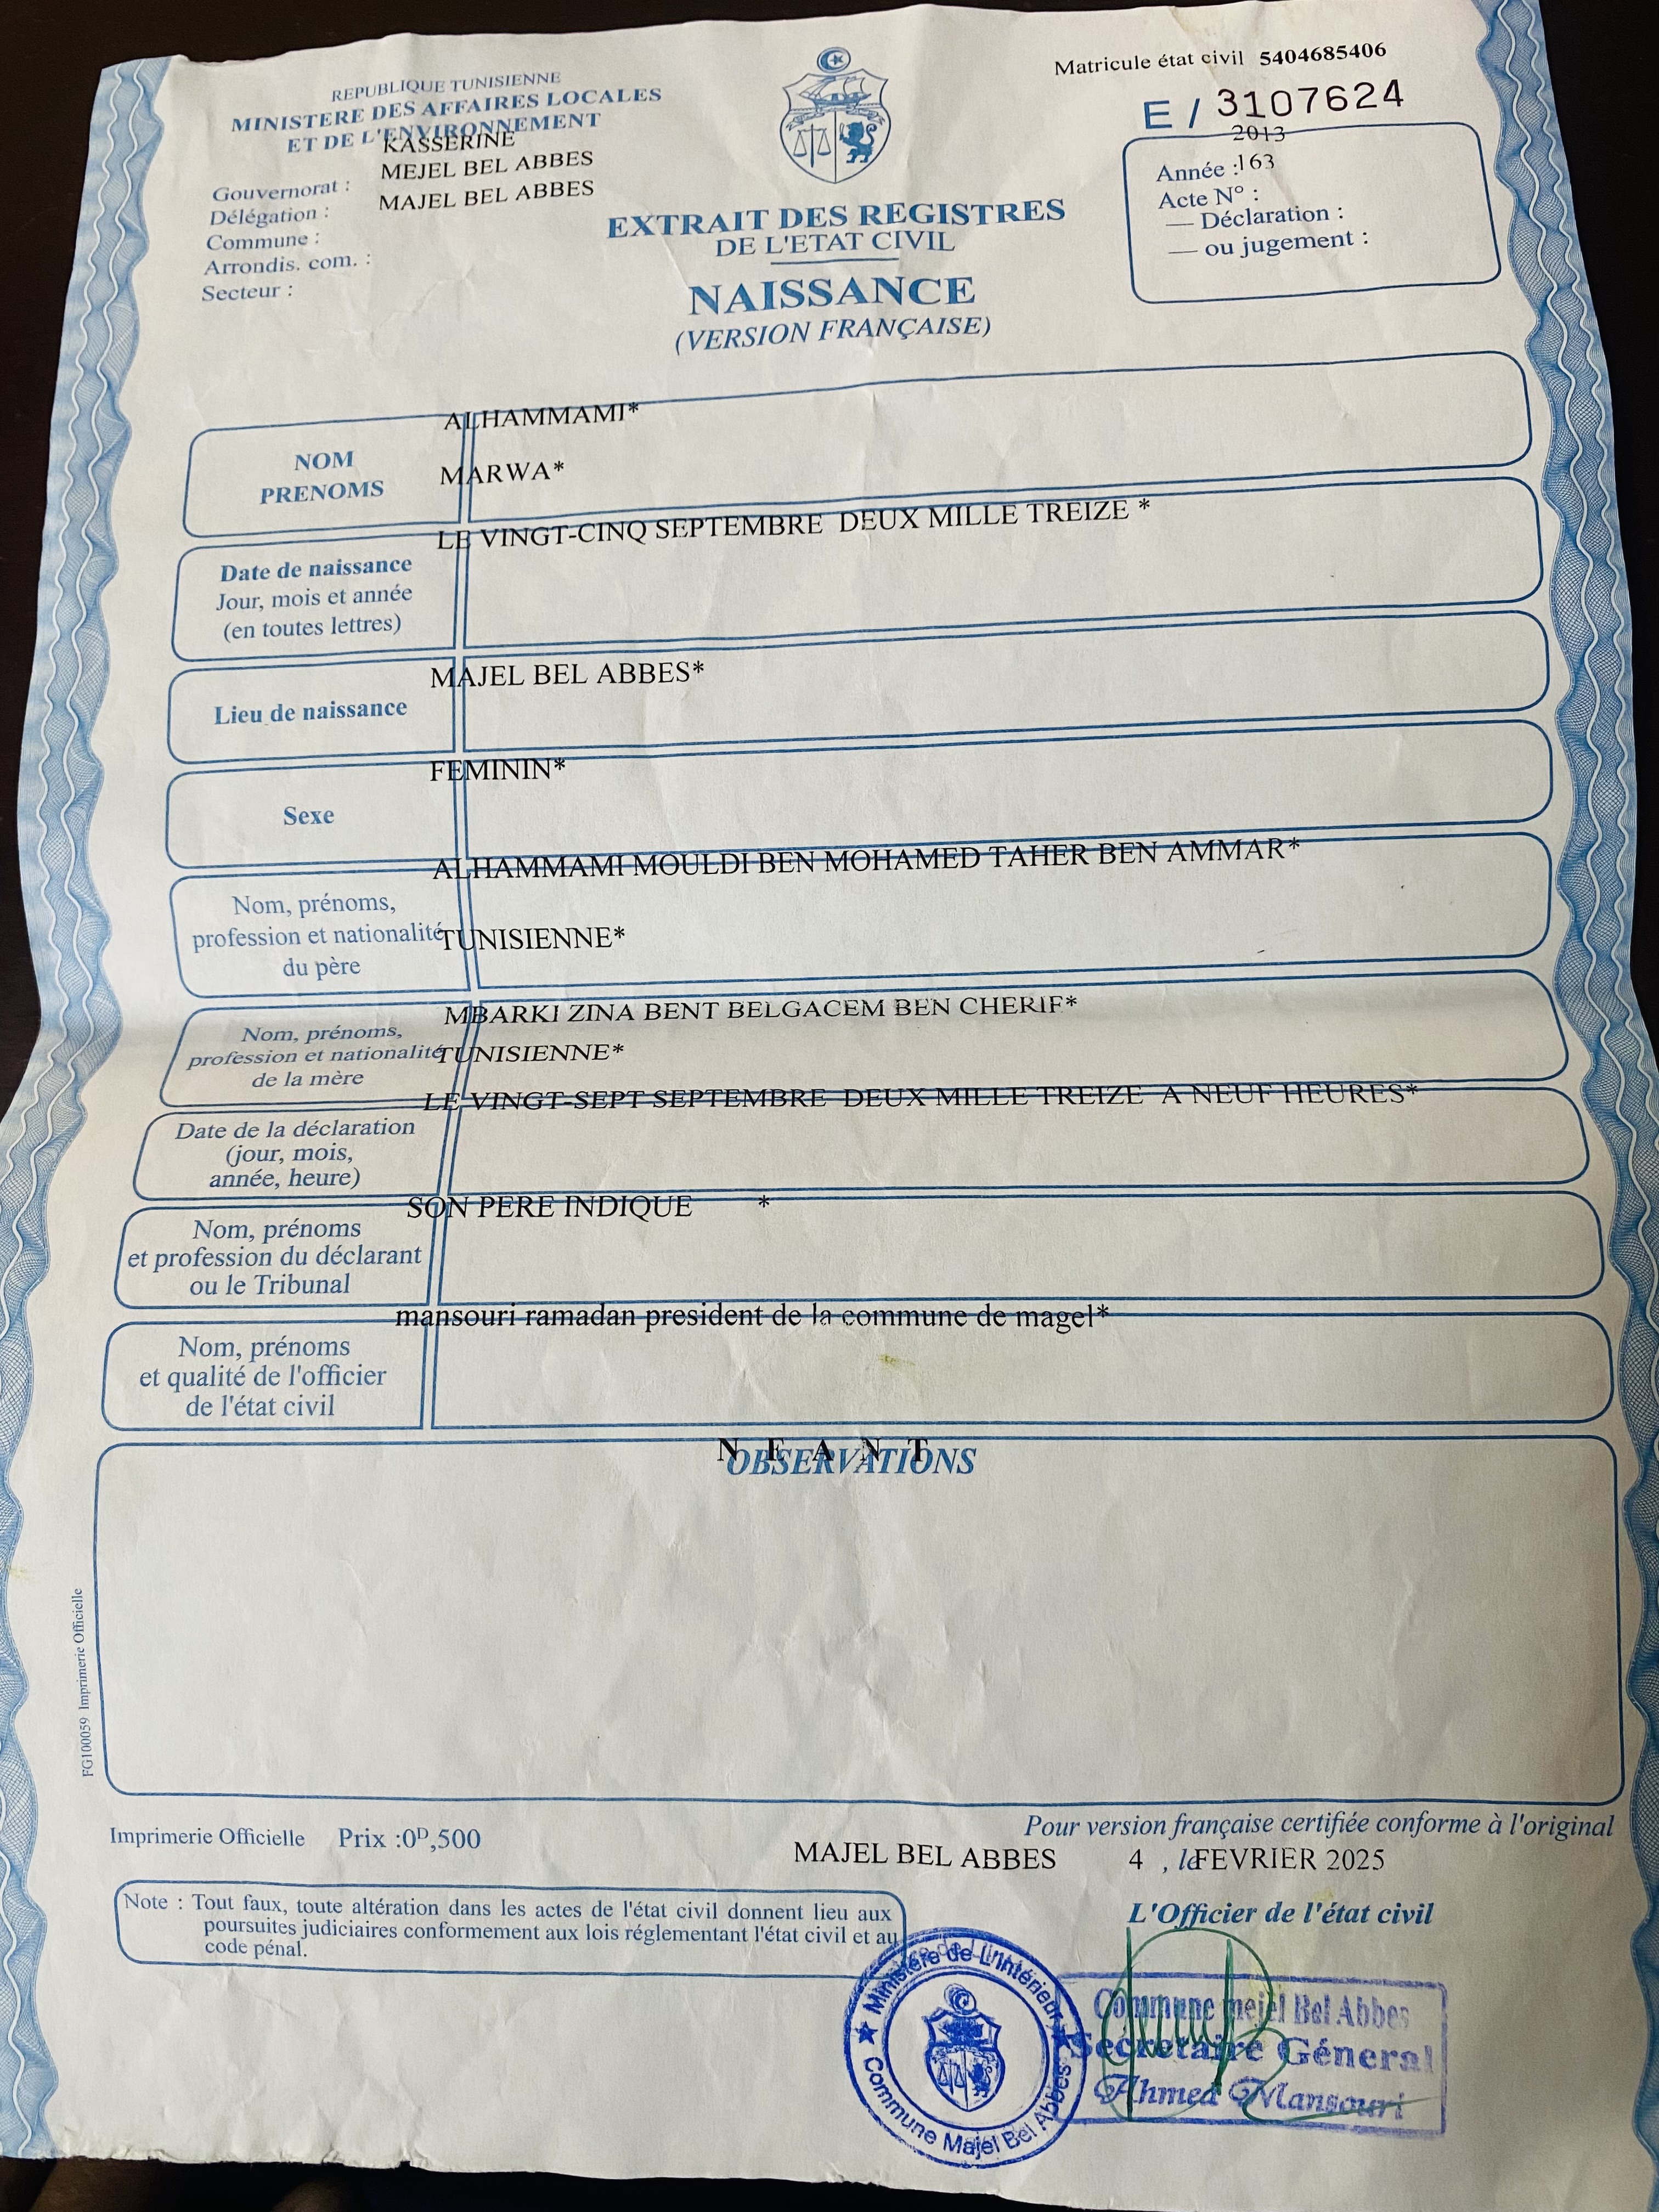 REPUBLIQUE TUNISIENNE
MINISTERE DES AFFAIRES LOCALES
ET DE L'ENVIRONNEMENT
KASSERINE
MEJEL BEL ABBES
MAJEL BEL ABBES
Gouvernorat :
Délégation :
Commune :
Arrondis. com. :
Secteur :
Matricule état civil 5404685406
E / 3107624
2013
Année :
163
Acte N° :
— Déclaration :
— ou jugement :
EXTRAIT DES REGISTRES
DE L'ETAT CIVIL
NAISSANCE
(VERSION FRANÇAISE)
ALHAMMAMI*
NOM
PRENOMS
MARWA*
LE VINGT-CINQ SEPTEMBRE DEUX MILLE TREIZE *
Date de naissance
Jour, mois et année
(en toutes lettres)
MAJEL BEL ABBES*
Lieu de naissance
FEMININ*
Sexe
ALHAMMAMI MOULDI BEN MOHAMED TAHER BEN AMMAR*
Nom, prénoms,
profession et nationalité
du père
TUNISIENNE*
MBARKI ZINA BENT BELGACEM BEN CHERIF*
Nom, prénoms,
profession et nationalité
de la mère
TUNISIENNE*
LE VINGT-SEPT SEPTEMBRE DEUX MILLE TREIZE A NEUF HEURES*
Date de la déclaration
(jour, mois,
année, heure)
SON PERE INDIQUE *
Nom, prénoms
et profession du déclarant
ou le Tribunal
mansouri ramadan president de la commune de magel*
Nom, prénoms
et qualité de l'officier
de l'état civil
N E A N T
OBSERVATIONS
FG100059 Imprimerie Officielle
Imprimerie Officielle Prix :0D,500
Pour version française certifiée conforme à l'original
MAJEL BEL ABBES 4 , le FEVRIER 2025
Note : Tout faux, toute altération dans les actes de l'état civil donnent lieu aux
poursuites judiciaires conformement aux lois réglementant l'état civil et au
code pénal.
L'Officier de l'état civil
Ministère de L'Intérieur
Commune Majel Bel Abbes
Commune mejel Bel Abbes
Secrétaire Géneral
Ahmed Mansouri